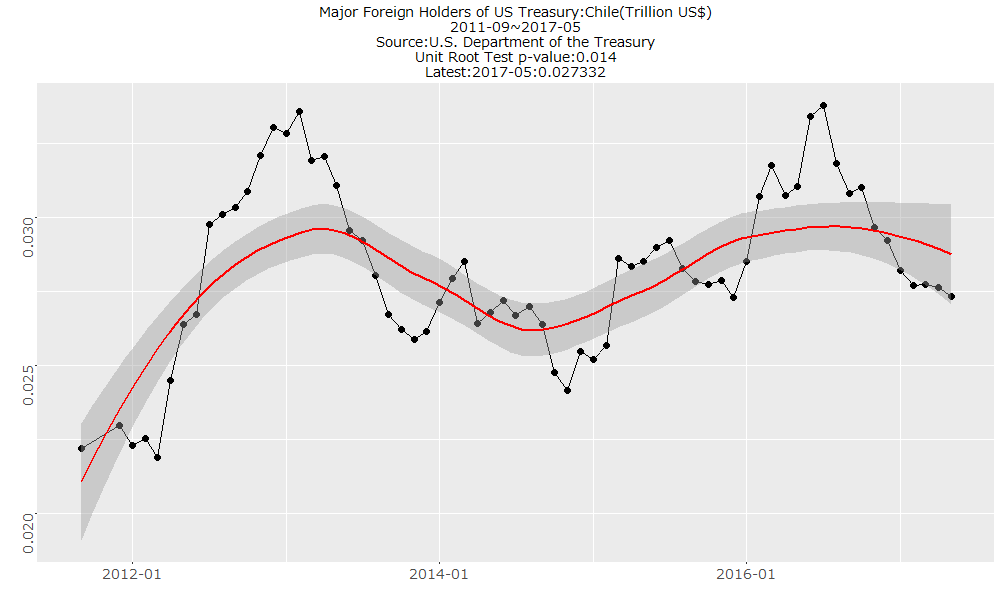 Major Foreign Holders of US Treasury:Chile(Trillion US$)
2011-09~2017-05
Source:U.S. Department of the Treasury
Unit Root Test p-value:0.014
Latest:2017-05:0.027332
0.030
0.025
0.020
2012-01
2014-01
2016-01